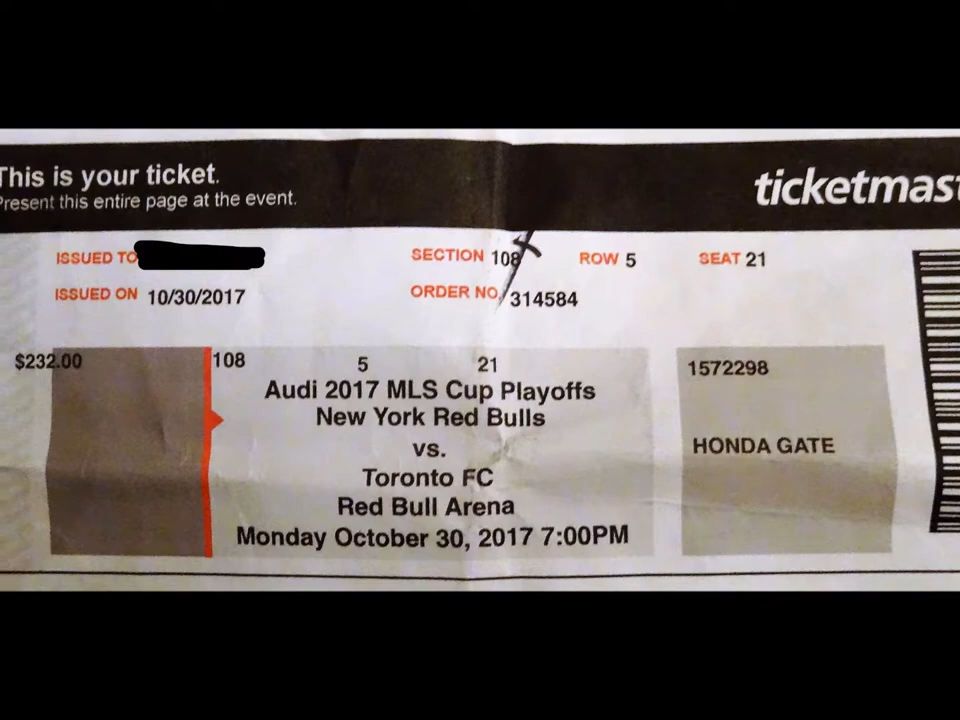 This is your ticket.
Present this entire page at the event.
ticketmast
ISSUED TO
SECTION 108 ROW 5 SEAT 21
ISSUED ON 10/30/2017
ORDER NO. 314584
$232.00 108 5 21 1572298
Audi 2017 MLS Cup Playoffs
New York Red Bulls
vs.
HONDA GATE
Toronto FC
Red Bull Arena
Monday October 30, 2017 7:00PM